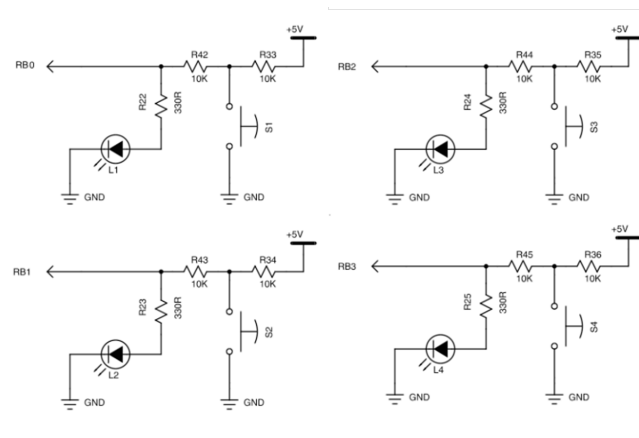 +5V
RB0
R42
10K
R33
10K
R22
330R
S1
L1
GND
GND
+5V
RB2
R44
10K
R35
10K
R24
330R
S3
L3
GND
GND
+5V
RB1
R43
10K
R34
10K
R23
330R
S2
L2
GND
GND
+5V
RB3
R45
10K
R36
10K
R25
330R
S4
L4
GND
GND